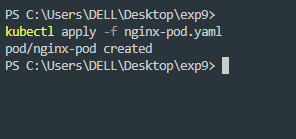 PS C:\Users\DELL\Desktop\exp9>
kubectl apply -f nginx-pod.yaml
pod/nginx-pod created
PS C:\Users\DELL\Desktop\exp9>